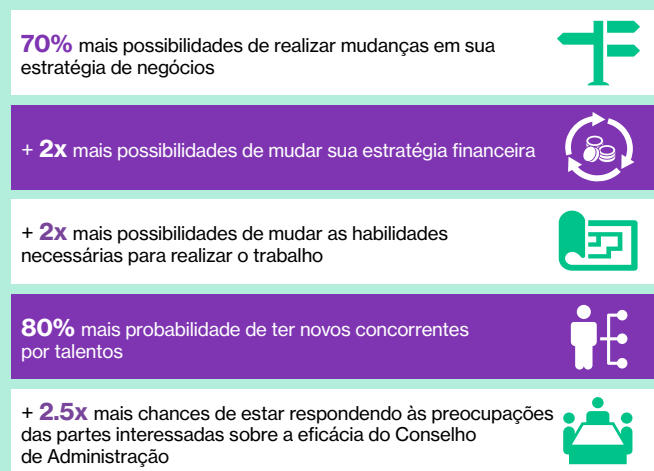 70% mais possibilidades de realizar mudanças em sua
estratégia de negócios
+ 2x mais possibilidades de mudar sua estratégia financeira
+ 2x mais possibilidades de mudar as habilidades
necessárias para realizar o trabalho
80% mais probabilidade de ter novos concorrentes
por talentos
+ 2.5x mais chances de estar respondendo às preocupações
das partes interessadas sobre a eficácia do Conselho
de Administração